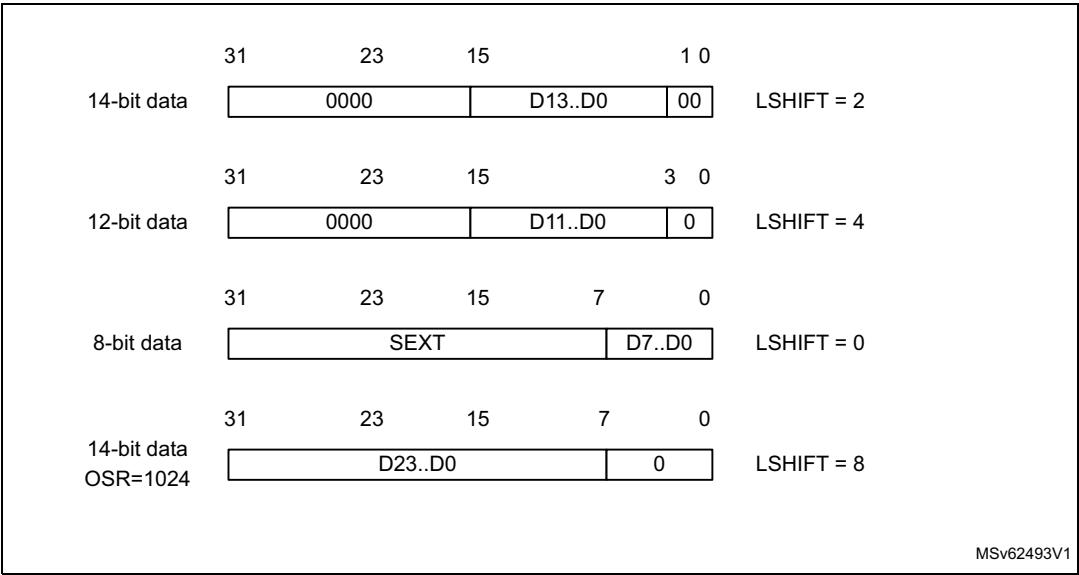 31 23 15 1 0
14-bit data 0000 D13..D0 00 LSHIFT = 2
31 23 15 3 0
12-bit data 0000 D11..D0 0 LSHIFT = 4
31 23 15 7 0
8-bit data SEXT D7..D0 LSHIFT = 0
31 23 15 7 0
14-bit data
OSR=1024
D23..D0 0 LSHIFT = 8
MSv62493V1